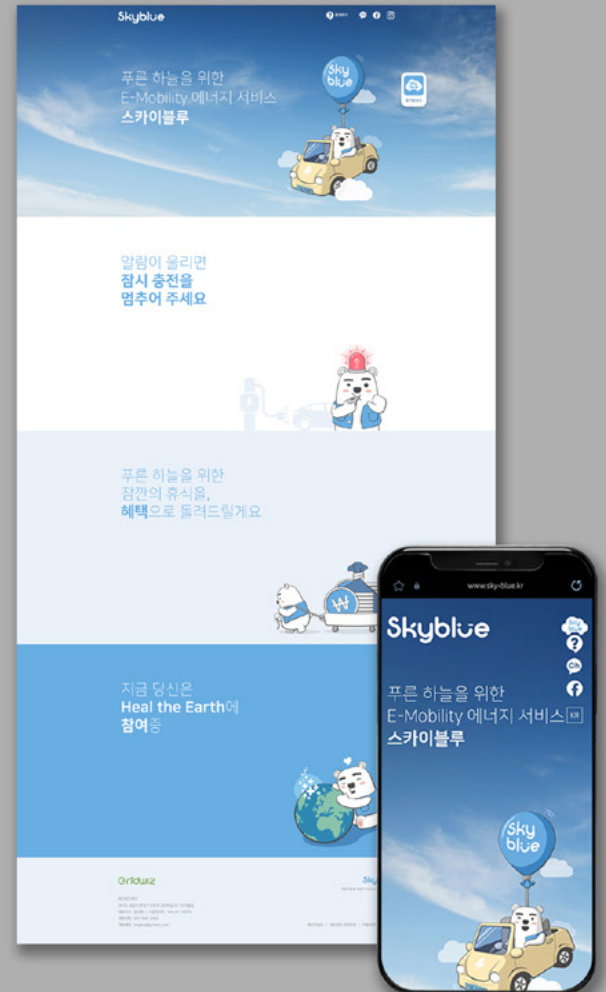 Skyblue
푸른 하늘을 위한
E-Mobility 에너지 서비스
스카이블루
Sky
blue
알람이 울리면
잠시 충전을
멈추어 주세요
푸른 하늘을 위한
잠깐의 휴식을,
혜택으로 돌려드릴게요
₩
지금 당신은
Heal the Earth에
참여중
Gridwiz
Sky
www.sky-blue.kr
Skyblue
Sky
blue
?
Ch
푸른 하늘을 위한
E-Mobility 에너지 서비스 KR
스카이블루
Sky
blue